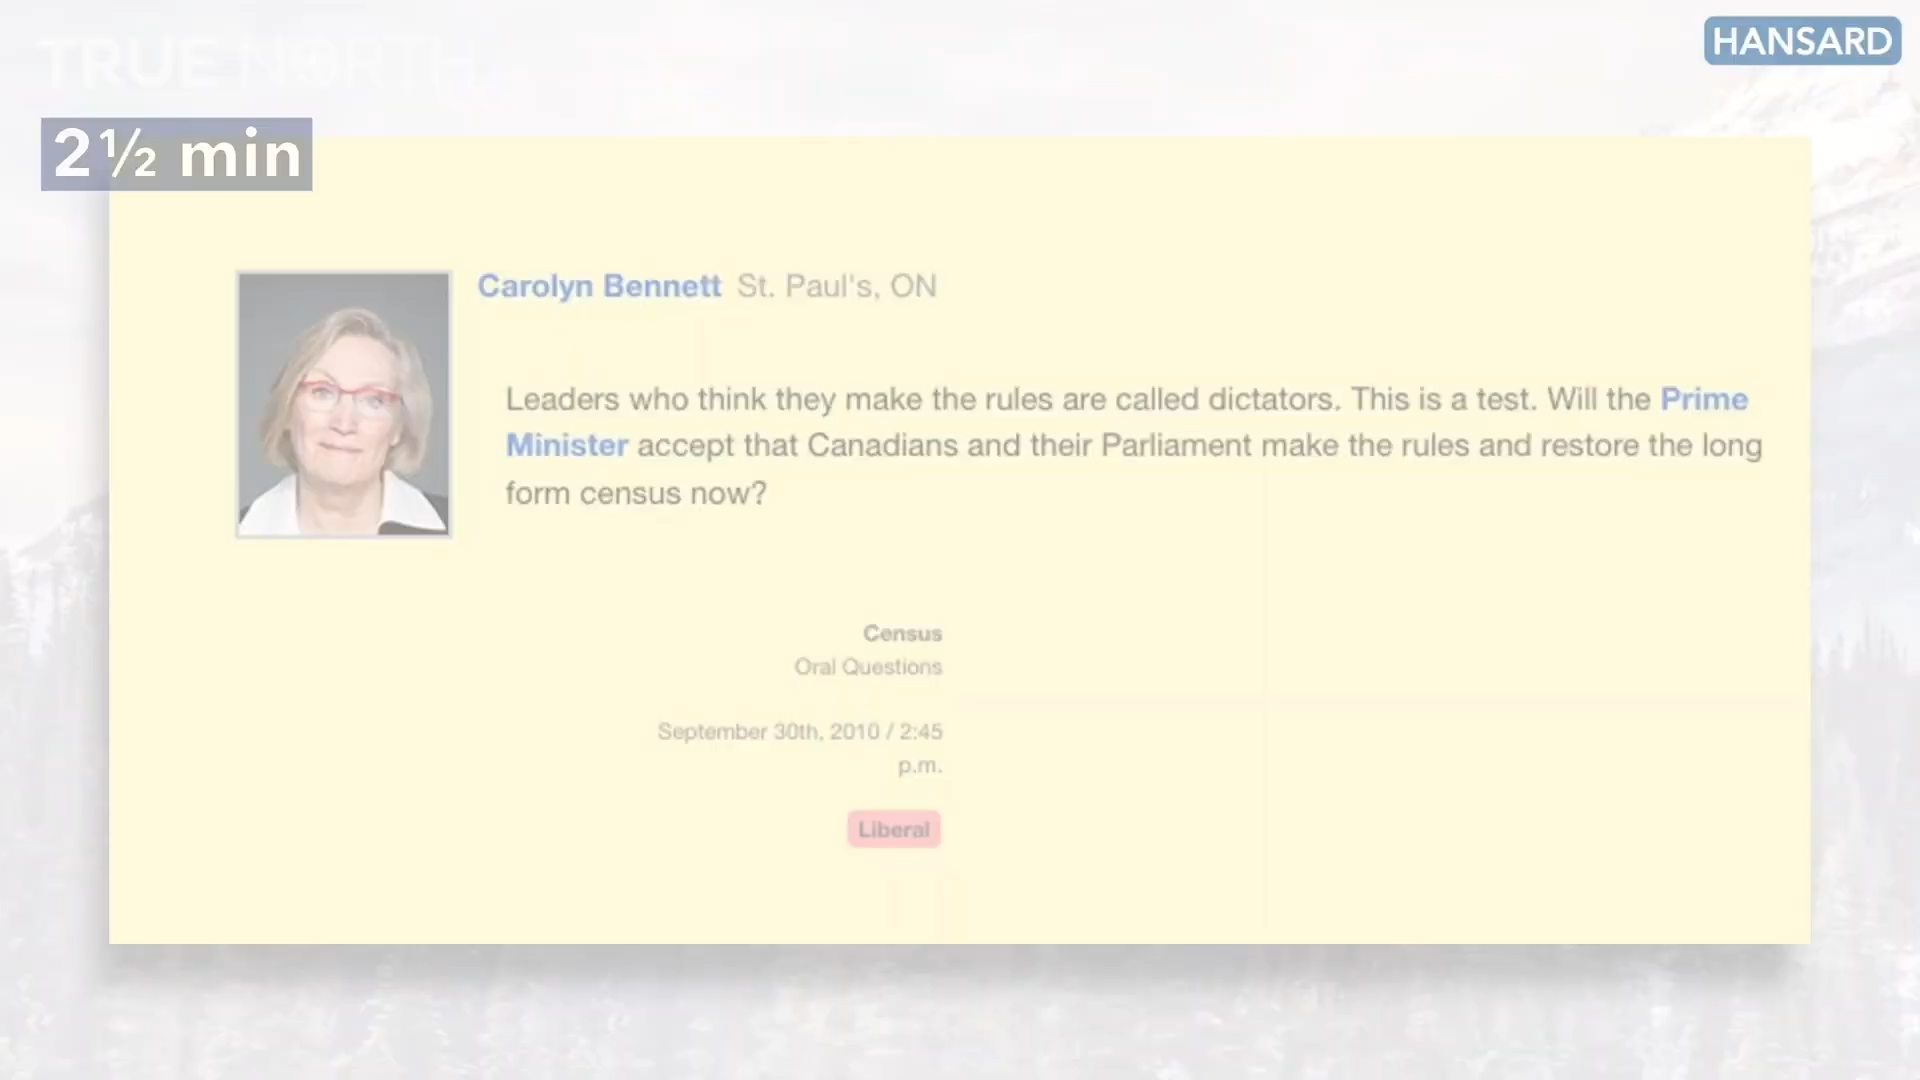 TRUE NORTH
HANSARD
2½ min
Carolyn Bennett St. Paul's, ON
Leaders who think they make the rules are called dictators. This is a test. Will the Prime
Minister accept that Canadians and their Parliament make the rules and restore the long
form census now?
Census
Oral Questions
September 30th, 2010 / 2:45
p.m.
Liberal